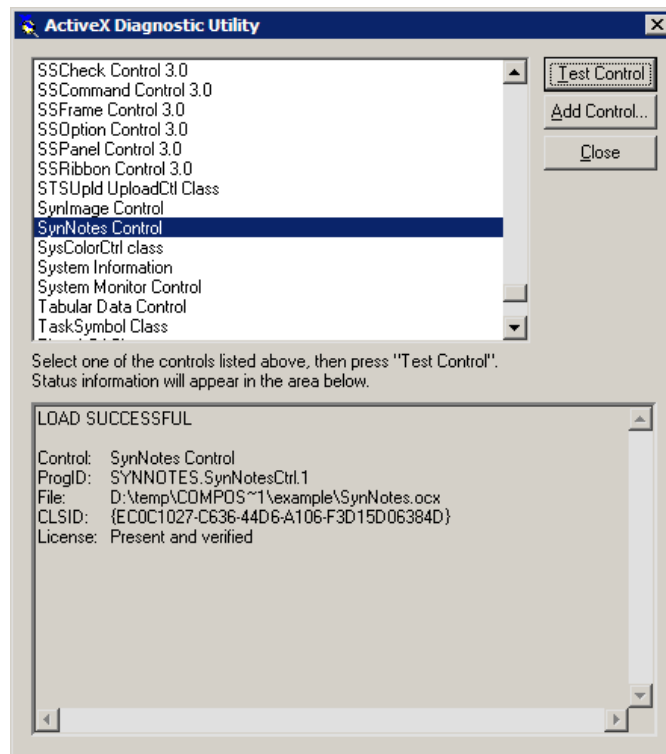 ActiveX Diagnostic Utility
SSCheck Control 3.0
SSCommand Control 3.0
SSFrame Control 3.0
SSOption Control 3.0
SSPanel Control 3.0
SSRibbon Control 3.0
STSUpld UploadCtl Class
SynImage Control
SynNotes Control
SysColorCtrl class
System Information
System Monitor Control
Tabular Data Control
TaskSymbol Class
Test Control
Add Control...
Close
Select one of the controls listed above, then press "Test Control".
Status information will appear in the area below.
LOAD SUCCESSFUL
Control: SynNotes Control
ProgID: SYNNOTES.SynNotesCtrl.1
File: D:\temp\COMPOS~1\example\SynNotes.ocx
CLSID: {EC0C1027-C636-44D6-A106-F3D15D06384D}
License: Present and verified